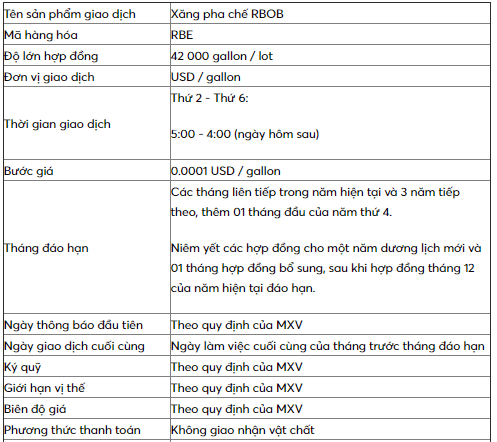 Tên sản phẩm giao dịch Xăng pha chế RBOB
Mã hàng hóa RBE
Độ lớn hợp đồng 42 000 gallon / lot
Đơn vị giao dịch USD / gallon
Thời gian giao dịch
Thứ 2 - Thứ 6:
5:00 - 4:00 (ngày hôm sau)
Bước giá 0.0001 USD / gallon
Tháng đáo hạn
Các tháng liên tiếp trong năm hiện tại và 3 năm tiếp
theo, thêm 01 tháng đầu của năm thứ 4.
Niêm yết các hợp đồng cho một năm dương lịch mới và
01 tháng hợp đồng bổ sung, sau khi hợp đồng tháng 12
của năm hiện tại đáo hạn.
Ngày thông báo đầu tiên Theo quy định của MXV
Ngày giao dịch cuối cùng Ngày làm việc cuối cùng của tháng trước tháng đáo hạn
Ký quỹ Theo quy định của MXV
Giới hạn vị thế Theo quy định của MXV
Biên độ giá Theo quy định của MXV
Phương thức thanh toán Không giao nhận vật chất